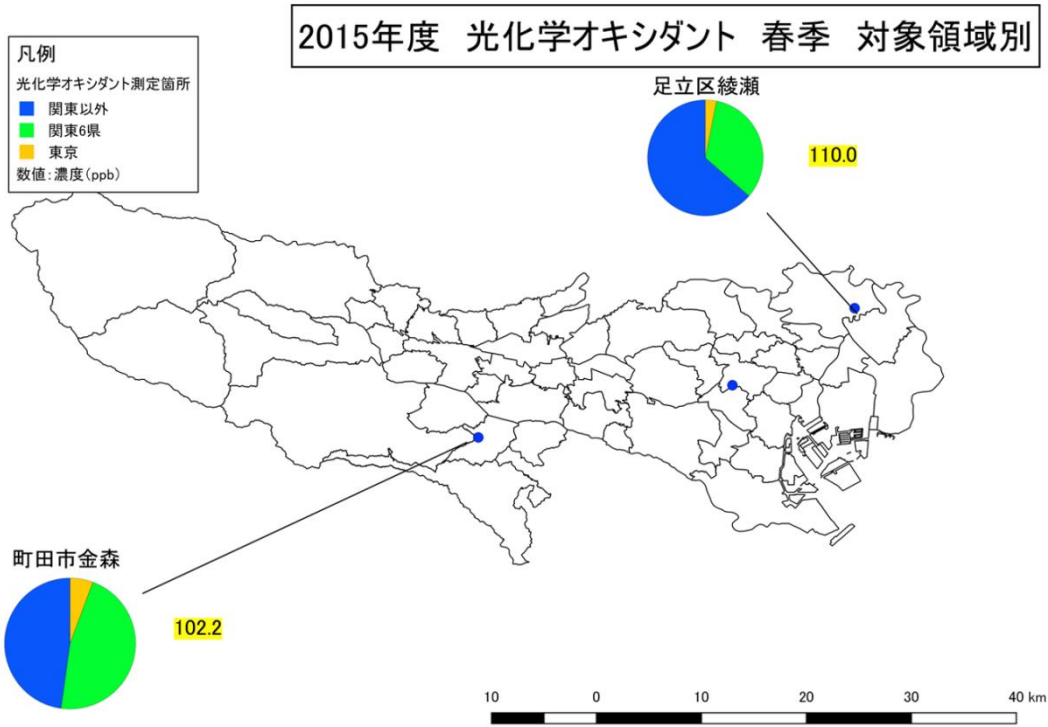 2015年度 光化学オキシダント 春季 対象領域別
凡例
光化学オキシダント測定箇所
関東以外
関東6県
東京
数値:濃度(ppb)
足立区綾瀬
110.0
町田市金森
102.2
10 0 10 20 30 40 km